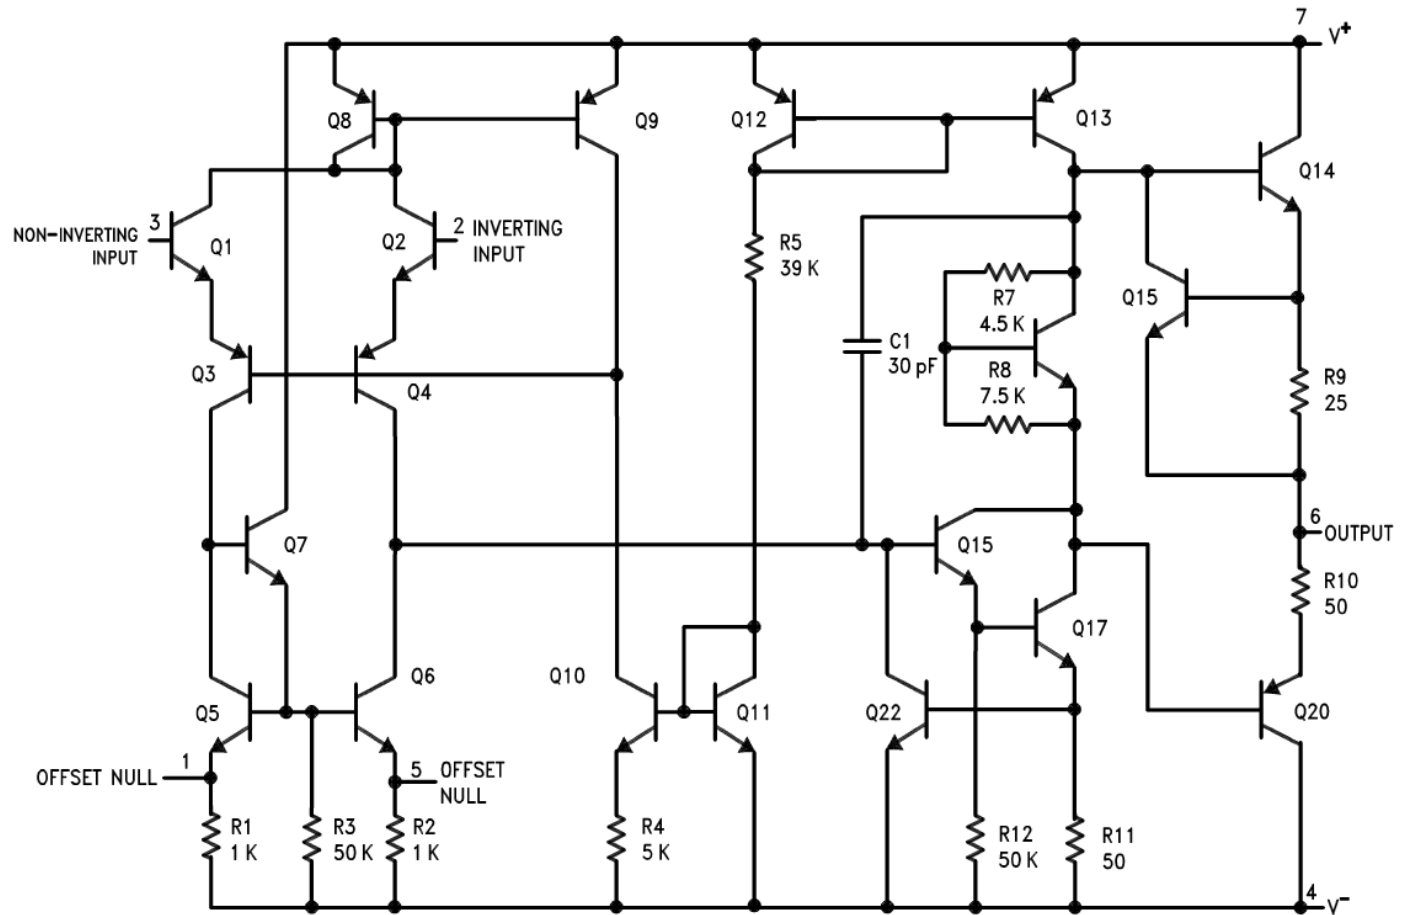 7
V+
Q8
Q9
Q12
Q13
Q14
3
NON-INVERTING
INPUT
Q1
Q2
2 INVERTING
INPUT
R5
39 K
R7
4.5 K
Q15
C1
30 pF
R8
7.5 K
Q3
Q4
R9
25
Q7
Q15
6
OUTPUT
R10
50
Q17
Q5
Q6
Q10
Q11
Q22
Q20
OFFSET NULL
1
5 OFFSET
NULL
R1
1 K
R3
50 K
R2
1 K
R4
5 K
R12
50 K
R11
50
4
V-